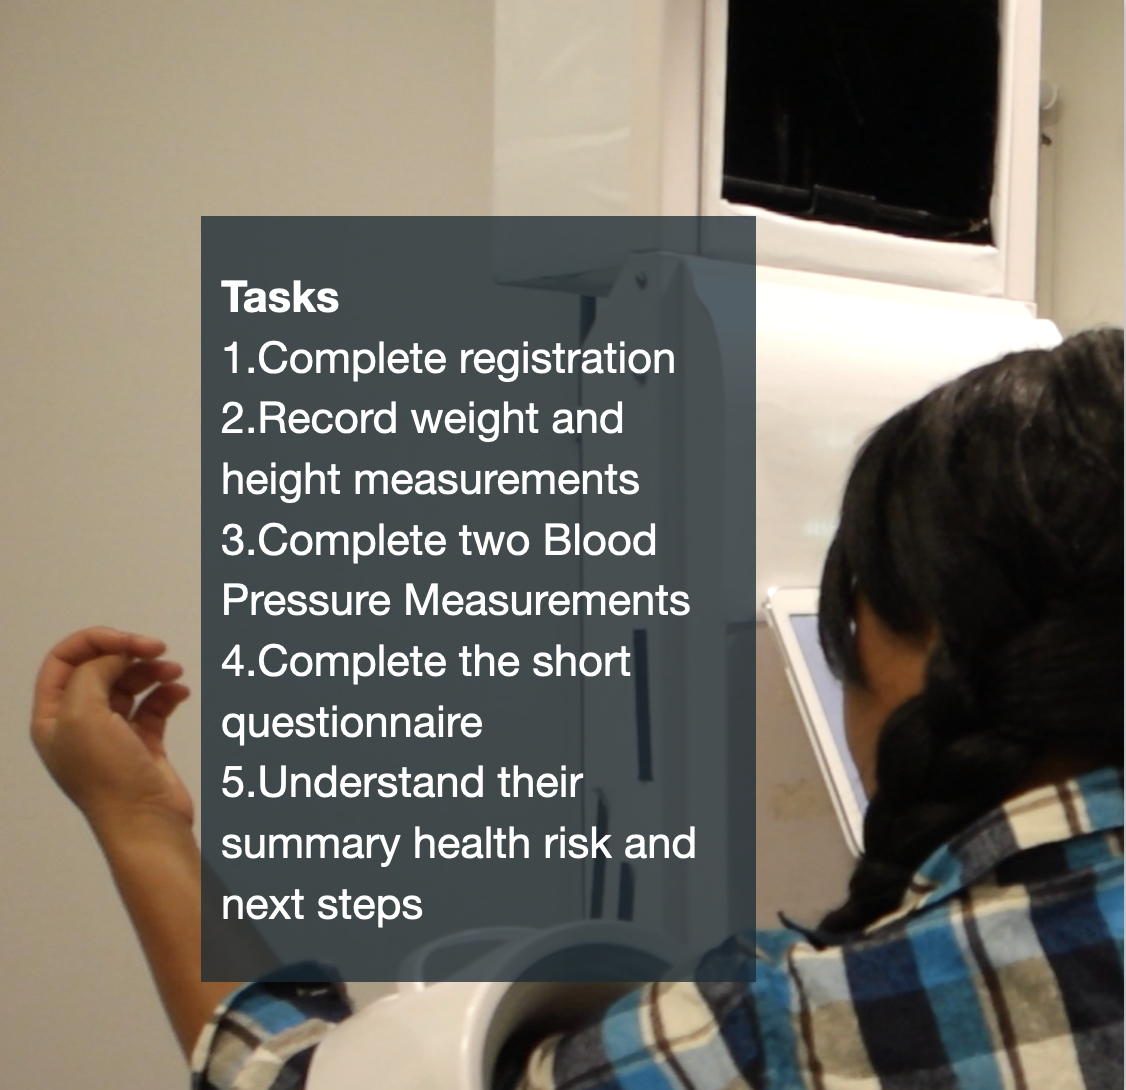 Tasks
1.Complete registration
2.Record weight and
height measurements
3.Complete two Blood
Pressure Measurements
4.Complete the short
questionnaire
5.Understand their
summary health risk and
next steps